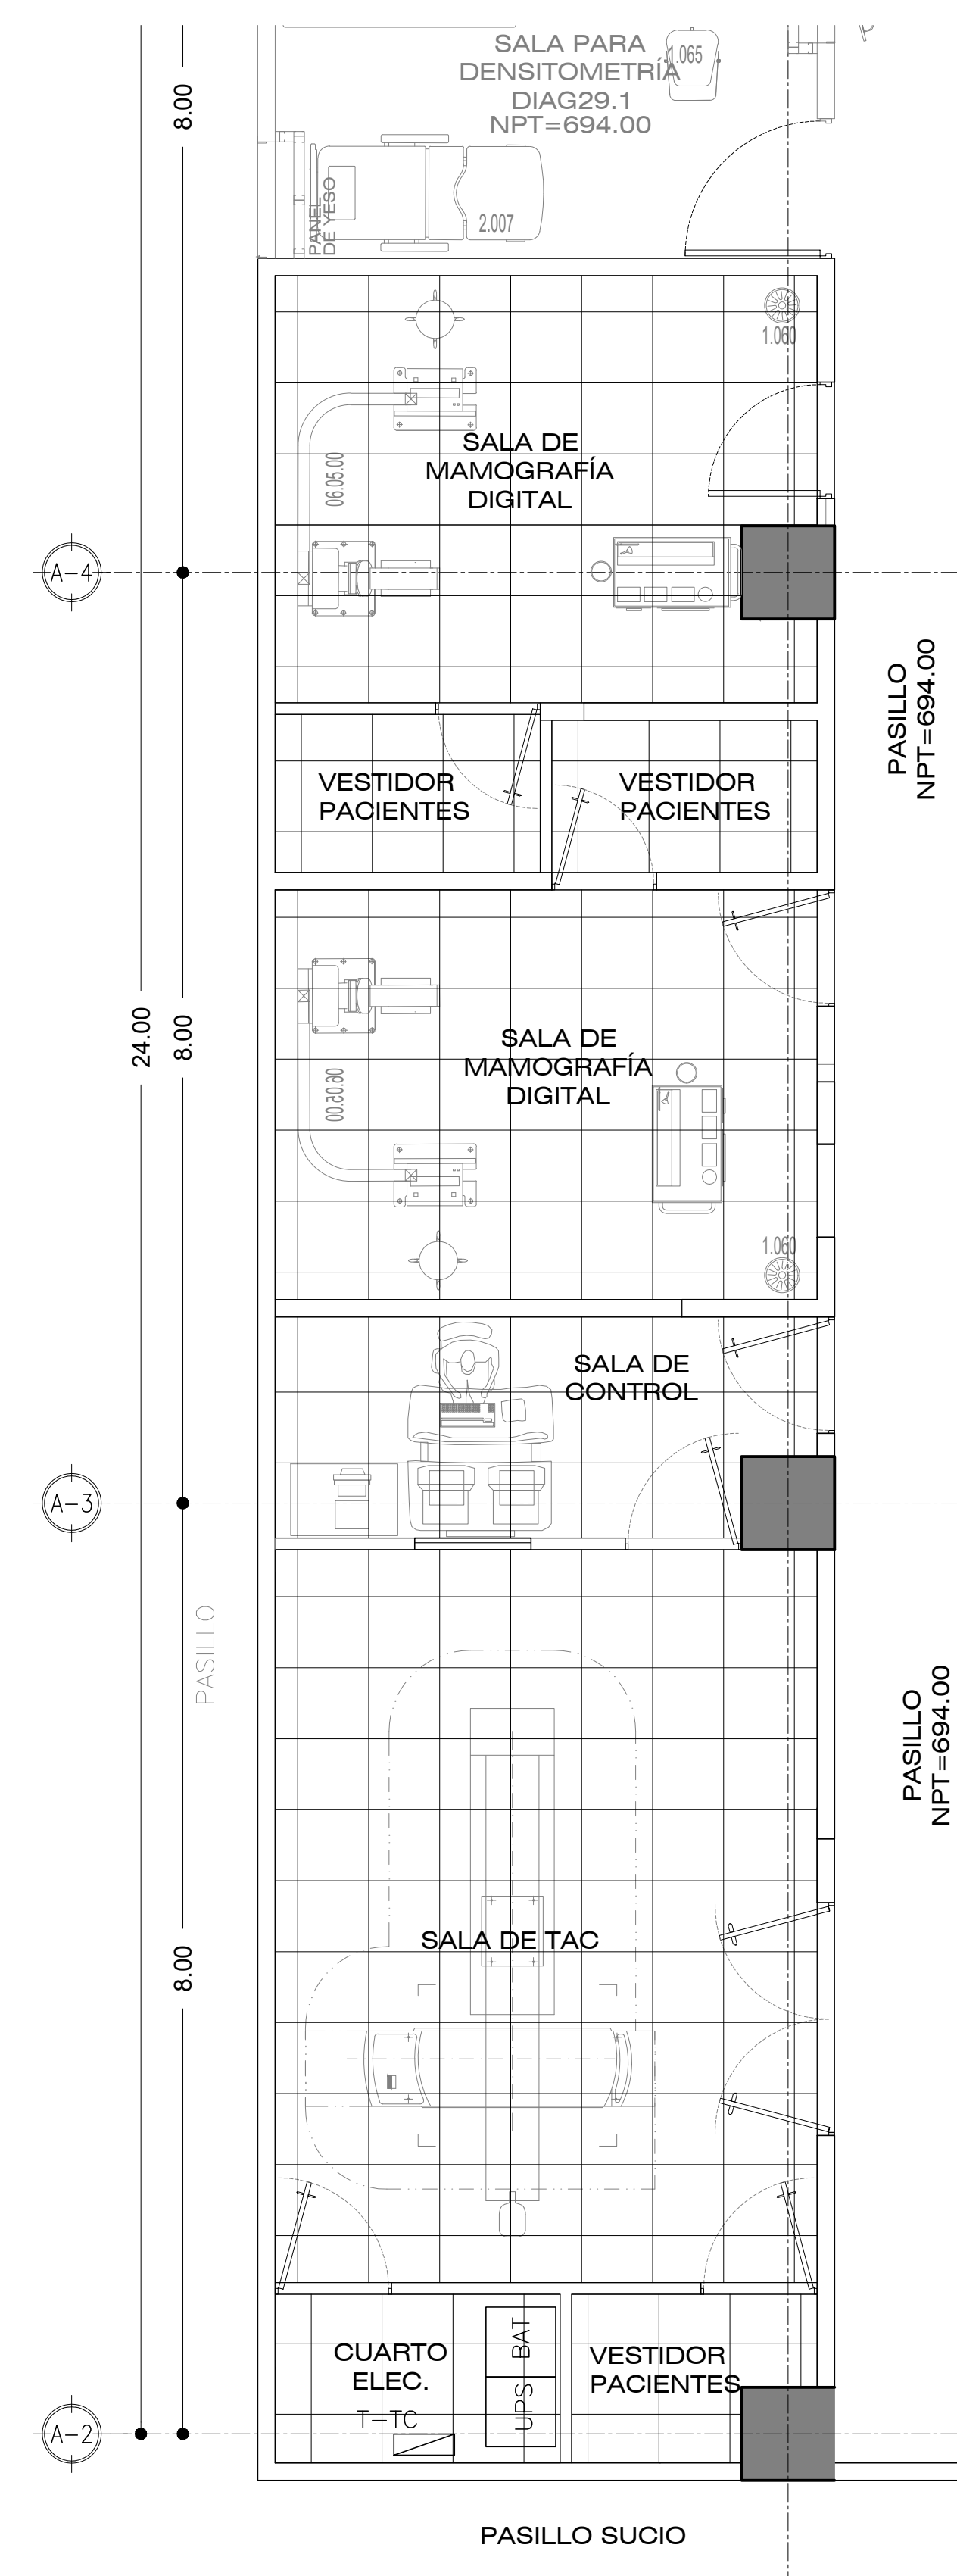 SALA PARA
DENSITOMETRÍA
DIAG29.1
NPT=694.00
1.065
8.00
PANEL
DE YESO
2.007
1.060
SALA DE
MAMOGRAFÍA
DIGITAL
06.05.00
A-4
PASILLO
NPT=694.00
VESTIDOR
PACIENTES
VESTIDOR
PACIENTES
24.00
8.00
SALA DE
MAMOGRAFÍA
DIGITAL
06.05.00
1.060
SALA DE
CONTROL
A-3
PASILLO
PASILLO
NPT=694.00
SALA DE TAC
8.00
CUARTO
ELEC.
BAT
UPS
T-TC
VESTIDOR
PACIENTES
A-2
PASILLO SUCIO